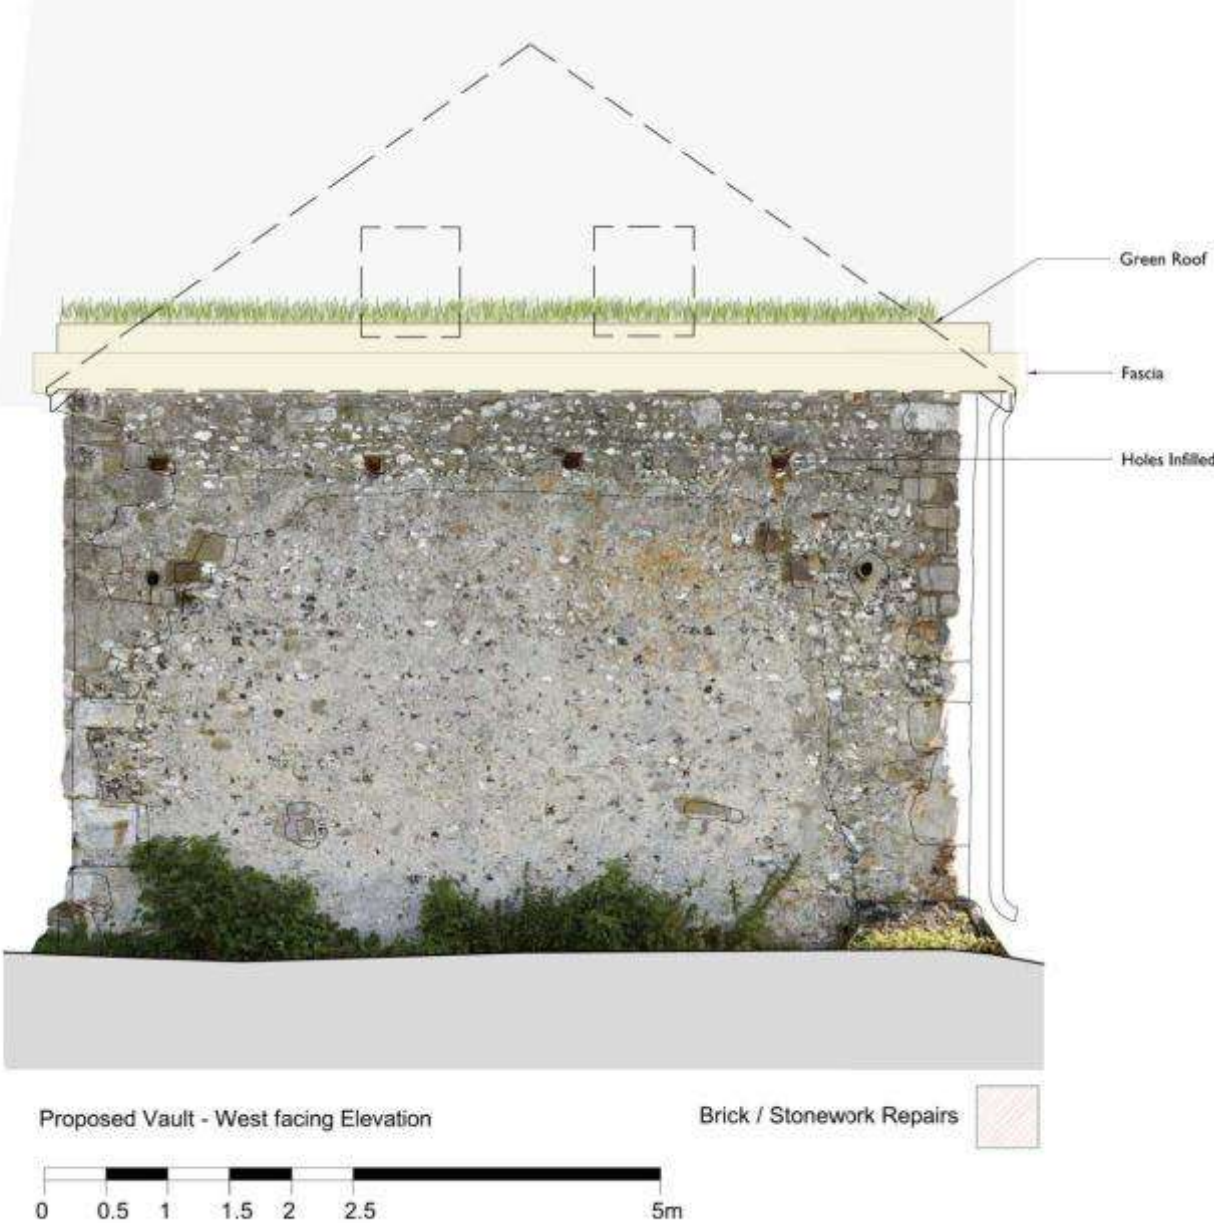 Green Roof
Fascia
Holes Infilled
Proposed Vault - West facing Elevation
Brick / Stonework Repairs
0 0.5 1 1.5 2 2.5 5m